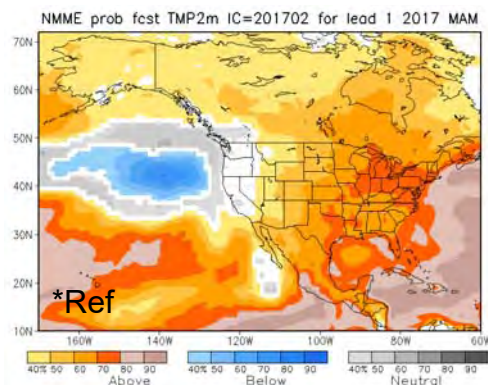 NMME prob fcst TMP2m IC=201702 for lead 1 2017 MAM
70N
60N
50N
40N
30N
20N
10N
*Ref
160W 140W 120W 100W 80W 60W
40% 50 60 70 80 90 40% 50 60 70 80 90 40% 50 60 70 80 90
Above Below Neutral